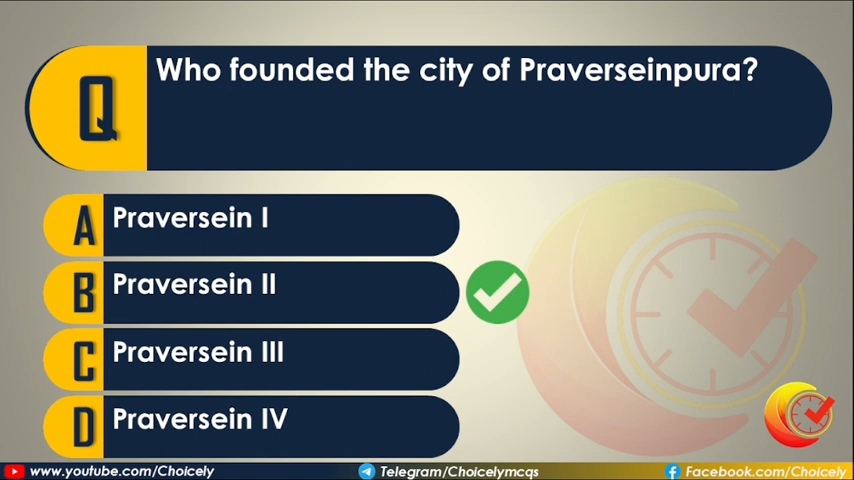 Q
Who founded the city of Praverseinpura?
A
Praversein I
B
Praversein II
C
Praversein III
D
Praversein IV
www.youtube.com/Choicely
Telegram/Choicelymcqs
Facebook.com/Choicely